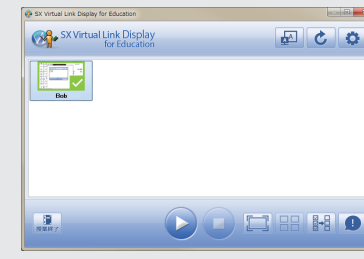 SX Virtual Link Display for Education
SX Virtual Link Display
for Education
Bob
授業終了